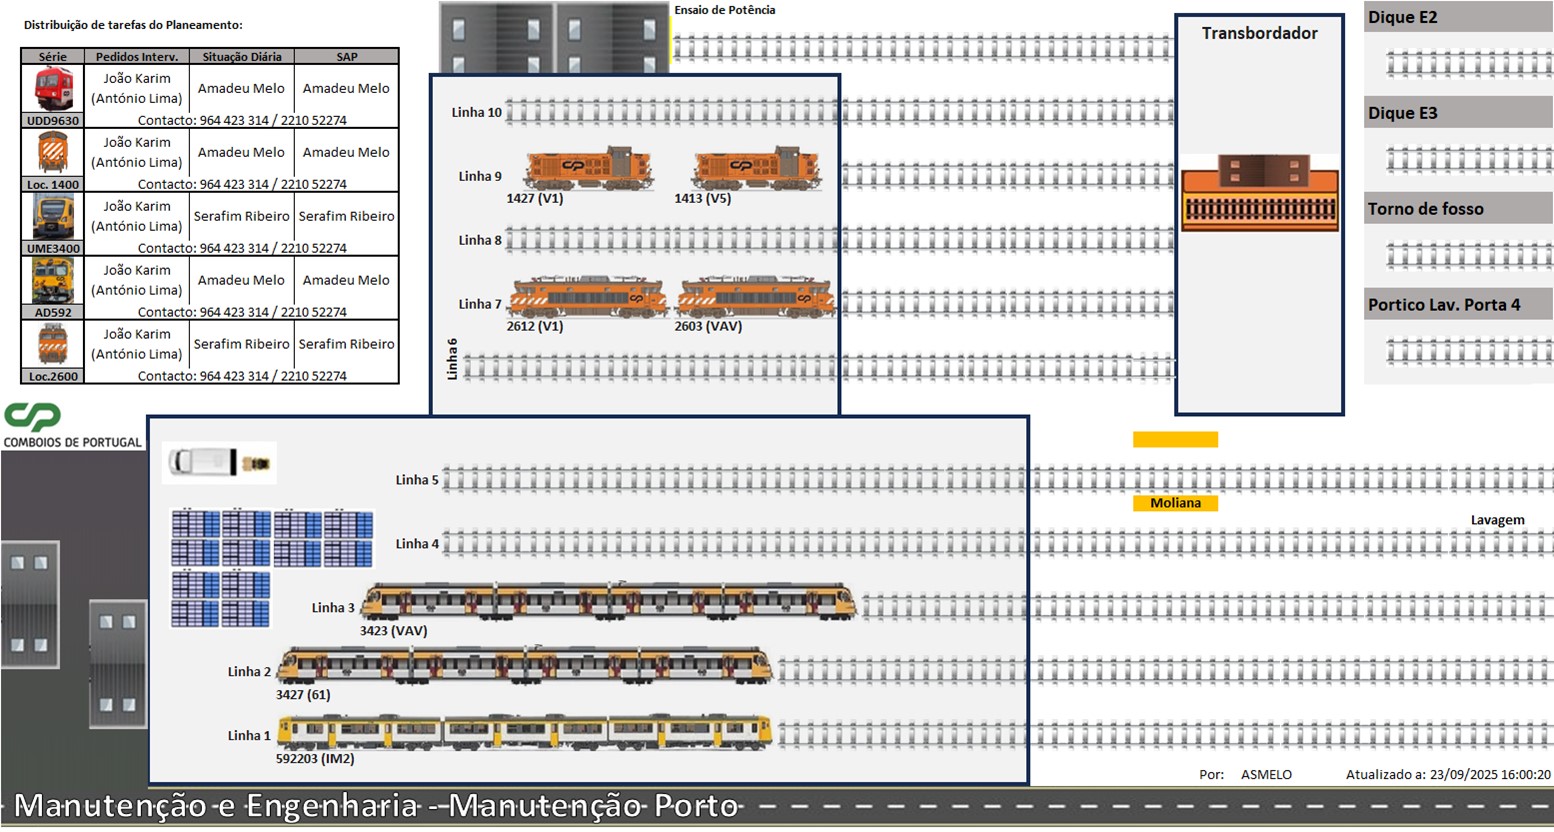 Distribuição de tarefas do Planeamento:
Série Pedidos Interv. Situação Diária SAP
João Karim
(António Lima) Amadeu Melo Amadeu Melo
UDD9630 Contacto: 964 423 314 / 2210 52274
João Karim
(António Lima) Amadeu Melo Amadeu Melo
Loc. 1400 Contacto: 964 423 314 / 2210 52274
João Karim
(António Lima) Serafim Ribeiro Serafim Ribeiro
UME3400 Contacto: 964 423 314 / 2210 52274
João Karim
(António Lima) Amadeu Melo Amadeu Melo
AD592 Contacto: 964 423 314 / 2210 52274
João Karim
(António Lima) Serafim Ribeiro Serafim Ribeiro
Loc.2600 Contacto: 964 423 314 / 2210 52274
CP
COMBOIOS DE PORTUGAL
Ensaio de Potência
Linha 10
Linha 9
1427 (V1) 1413 (V5)
Linha 8
Linha 7
2612 (V1) 2603 (VAV)
Linha 6
Transbordador
Dique E2
Dique E3
Torno de fosso
Portico Lav. Porta 4
Linha 5
Moliana
Lavagem
Linha 4
Linha 3
3423 (VAV)
Linha 2
3427 (61)
Linha 1
592203 (IM2)
Por: ASMELO Atualizado a: 23/09/2025 16:00:20
Manutenção e Engenharia - Manutenção Porto